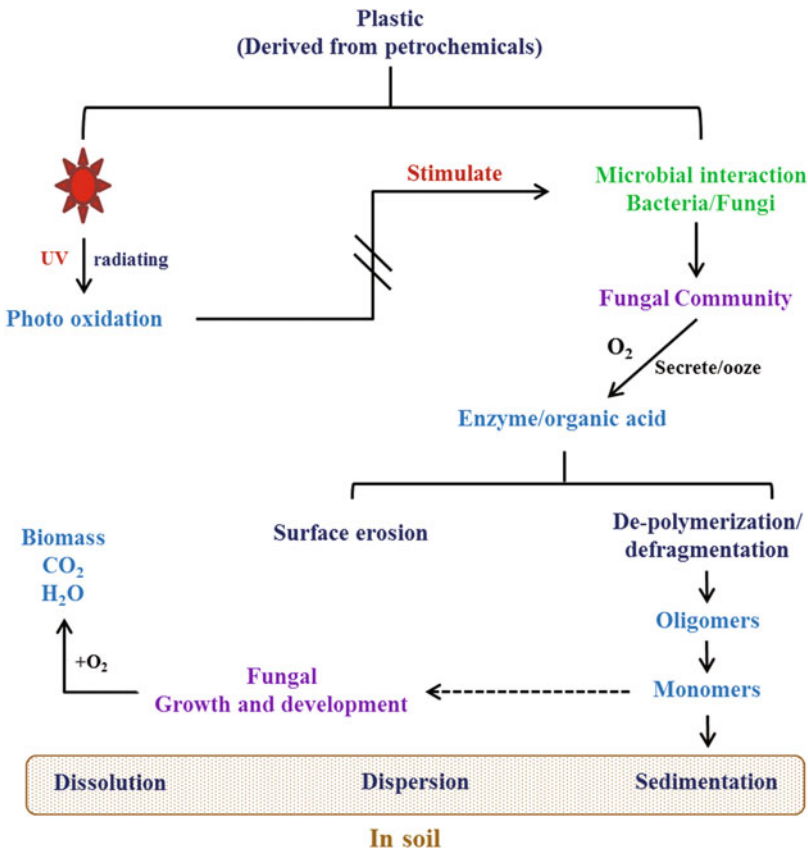 Plastic
(Derived from petrochemicals)
Stimulate
Microbial interaction
Bacteria/Fungi
UV radiating
Photo oxidation
Fungal Community
O₂
Secrete/ooze
Enzyme/organic acid
Surface erosion
De-polymerization/
defragmentation
Biomass
CO₂
H₂O
Oligomers
+O₂
Fungal
Growth and development
Monomers
Dissolution
Dispersion
Sedimentation
In soil